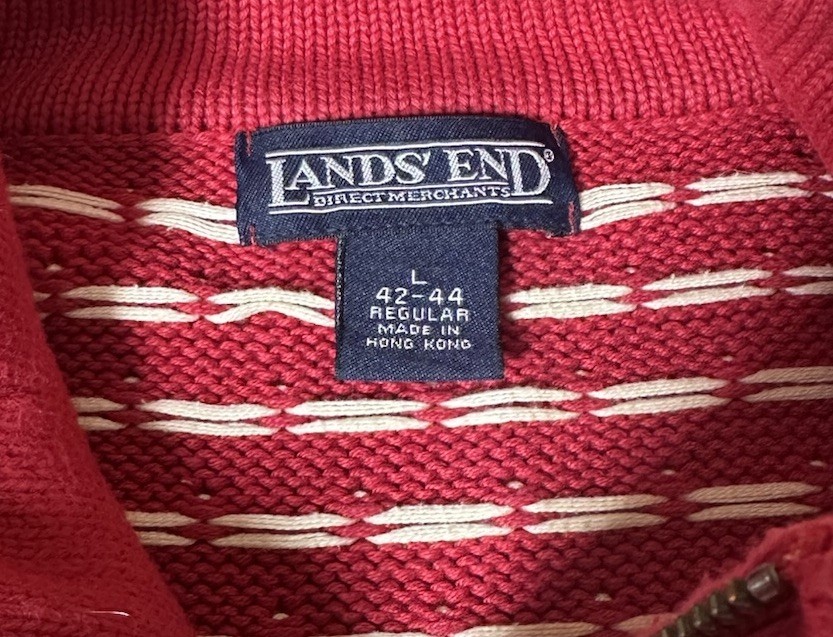 LANDS' END®
DIRECT MERCHANTS
L
42-44
REGULAR
MADE IN
HONG KONG